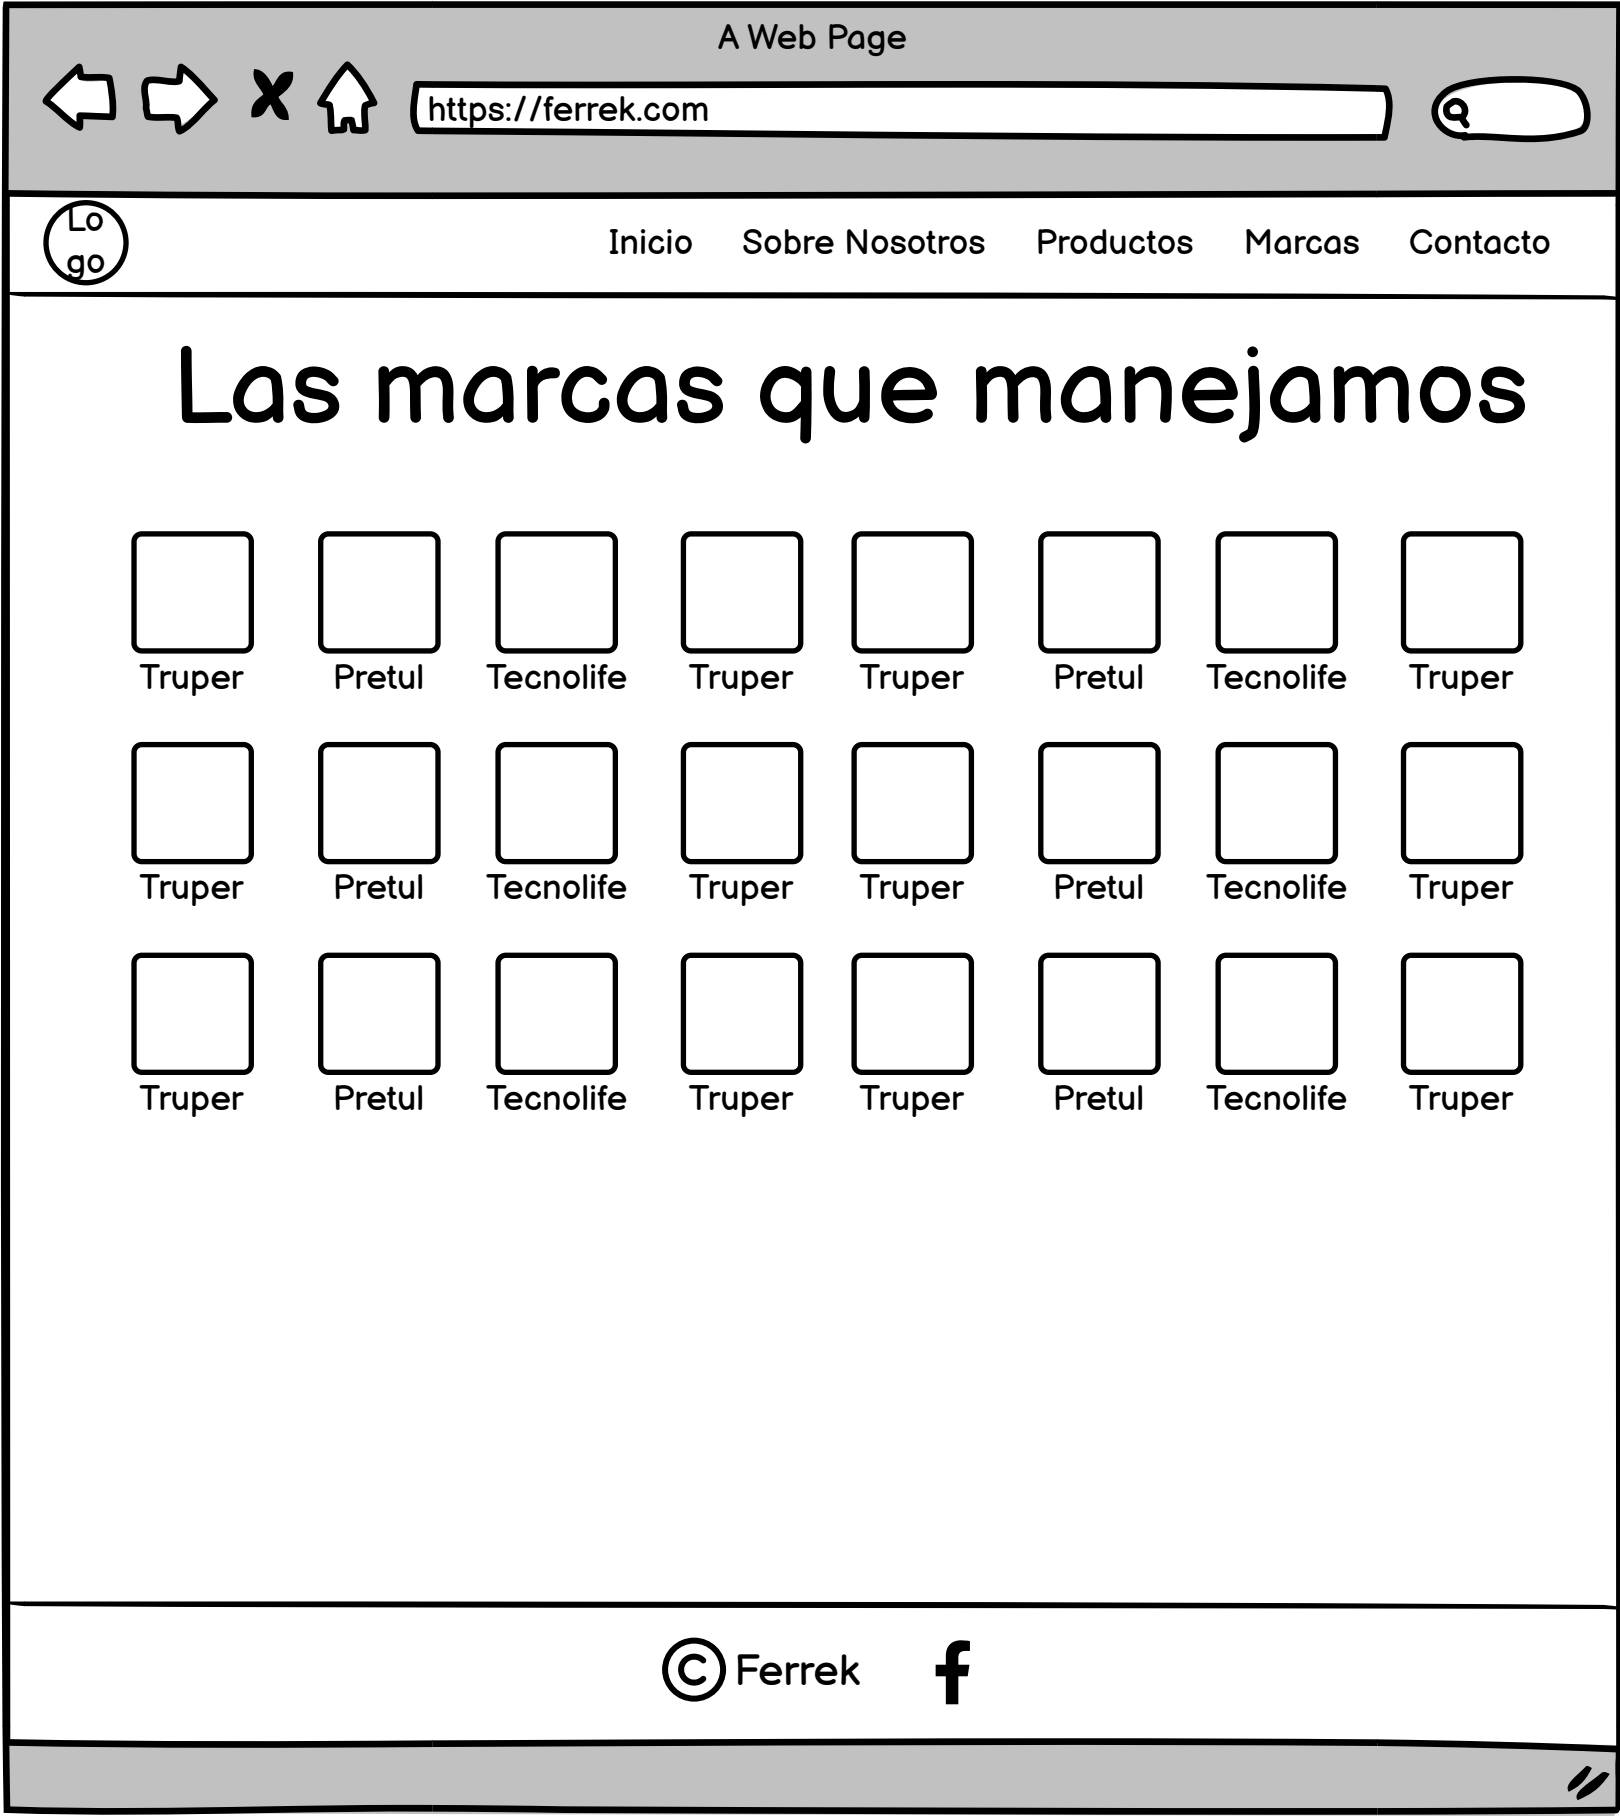 A Web Page
https://ferrek.com
Lo
go
Inicio Sobre Nosotros Productos Marcas Contacto
Las marcas que manejamos
Truper Pretul Tecnolife Truper Truper Pretul Tecnolife Truper
Truper Pretul Tecnolife Truper Truper Pretul Tecnolife Truper
Truper Pretul Tecnolife Truper Truper Pretul Tecnolife Truper
© Ferrek f